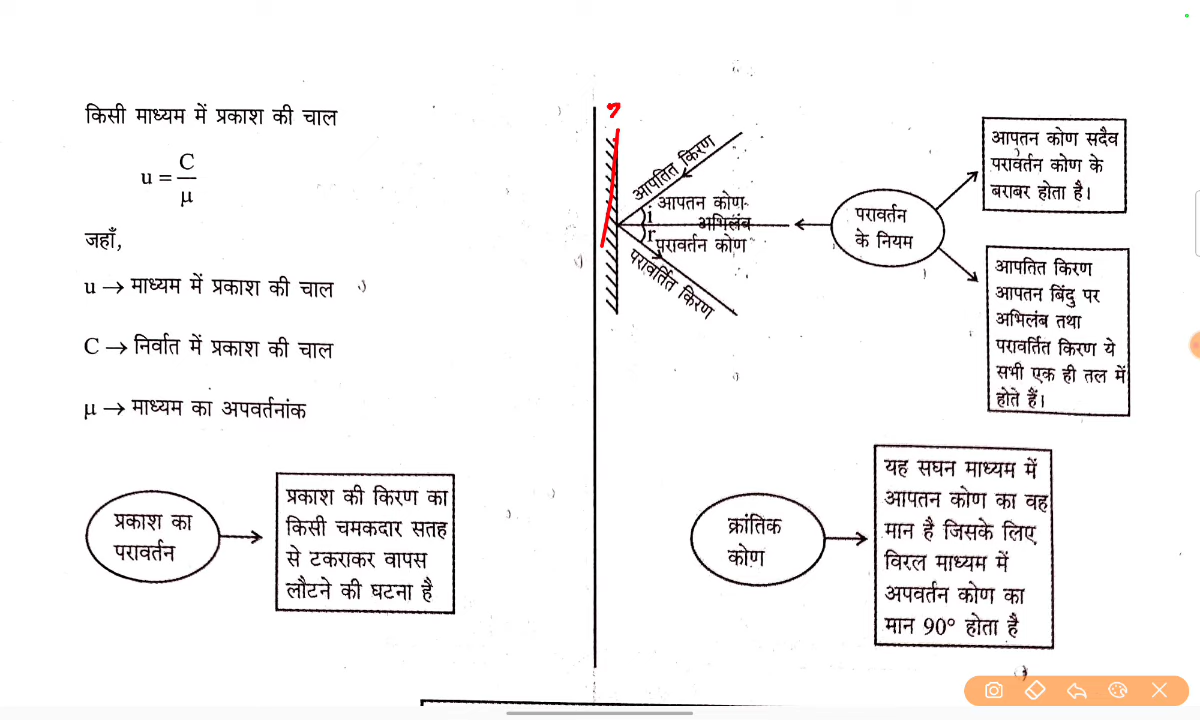 किसी माध्यम में प्रकाश की चाल
u = C/μ
जहाँ,
u → माध्यम में प्रकाश की चाल
C → निर्वात में प्रकाश की चाल
μ → माध्यम का अपवर्तनांक
प्रकाश का
परावर्तन
प्रकाश की किरण का
किसी चमकदार सतह
से टकराकर वापस
लौटने की घटना है
आपतित किरण
i आपतन कोण
अभिलंब
r परावर्तन कोण
परावर्तित किरण
परावर्तन
के नियम
आपतन कोण सदैव
परावर्तन कोण के
बराबर होता है।
आपतित किरण
आपतन बिंदु पर
अभिलंब तथा
परावर्तित किरण ये
सभी एक ही तल में
होते हैं।
क्रांतिक
कोण
यह सघन माध्यम में
आपतन कोण का वह
मान है जिसके लिए
विरल माध्यम में
अपवर्तन कोण का
मान 90° होता है